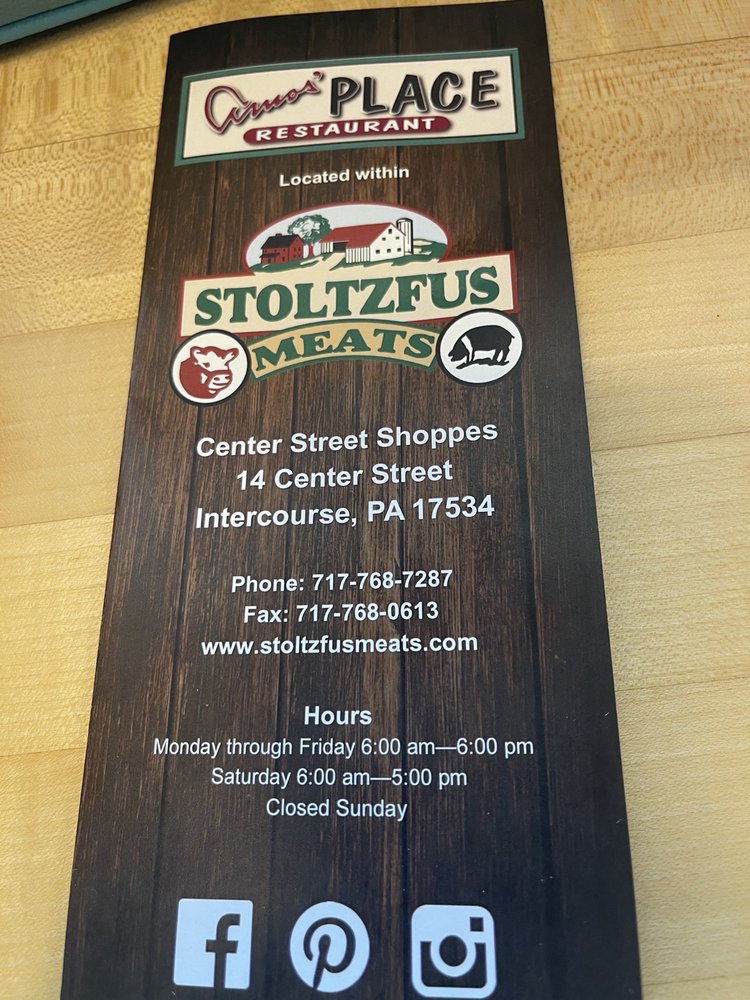 Amos' PLACE
RESTAURANT
Located within
STOLTZFUS
MEATS
Center Street Shoppes
14 Center Street
Intercourse, PA 17534
Phone: 717-768-7287
Fax: 717-768-0613
www.stoltzfusmeats.com
Hours
Monday through Friday 6:00 am—6:00 pm
Saturday 6:00 am—5:00 pm
Closed Sunday